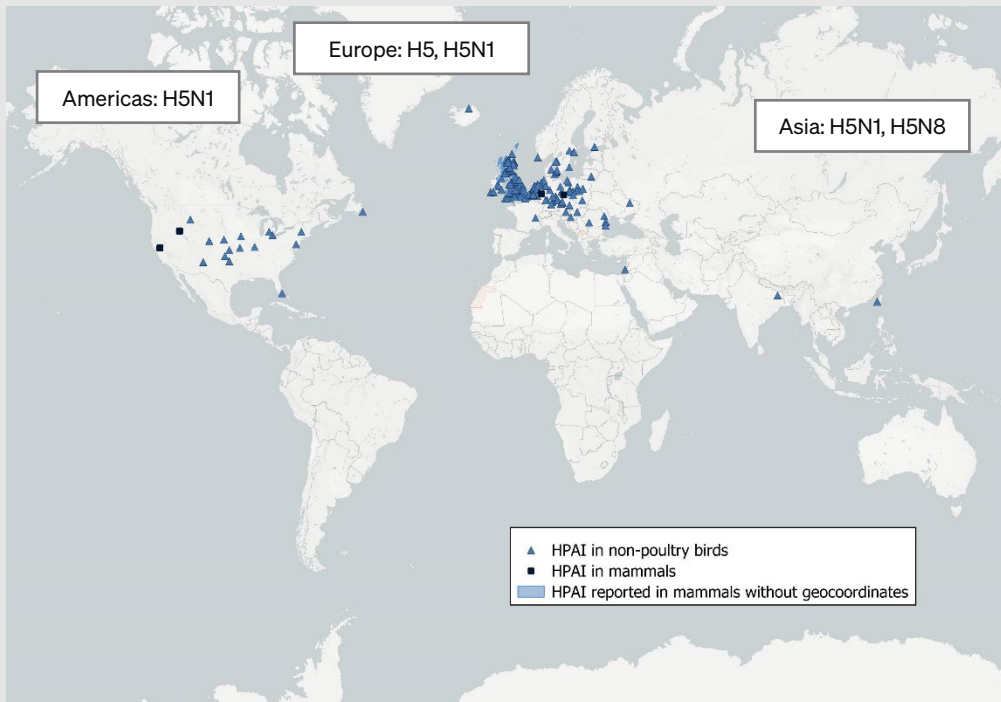 Europe: H5, H5N1
Americas: H5N1
Asia: H5N1, H5N8
HPAI in non-poultry birds
HPAI in mammals
HPAI reported in mammals without geocoordinates